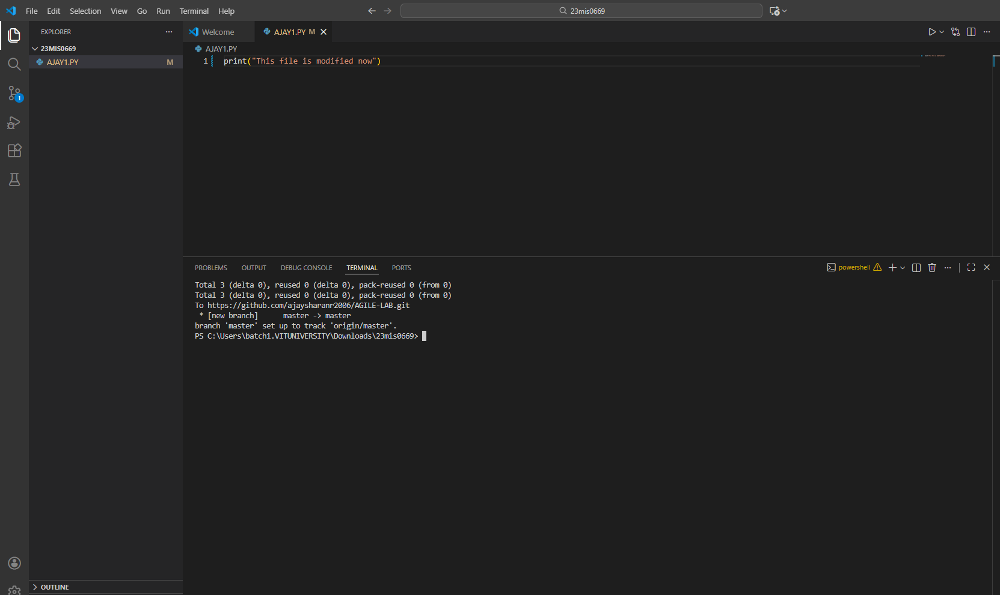 File Edit Selection View Go Run Terminal Help
23mis0669
EXPLORER
23MIS0669
AJAY1.PY M
1
OUTLINE
Welcome
AJAY1.PY M
AJAY1.PY
1 print("This file is modified now")
PROBLEMS OUTPUT DEBUG CONSOLE TERMINAL PORTS
powershell
Total 3 (delta 0), reused 0 (delta 0), pack-reused 0 (from 0)
Total 3 (delta 0), reused 0 (delta 0), pack-reused 0 (from 0)
To https://github.com/ajaysharanr2006/AGILE-LAB.git
* [new branch] master -> master
branch 'master' set up to track 'origin/master'.
PS C:\Users\batch1.VITUNIVERSITY\Downloads\23mis0669>